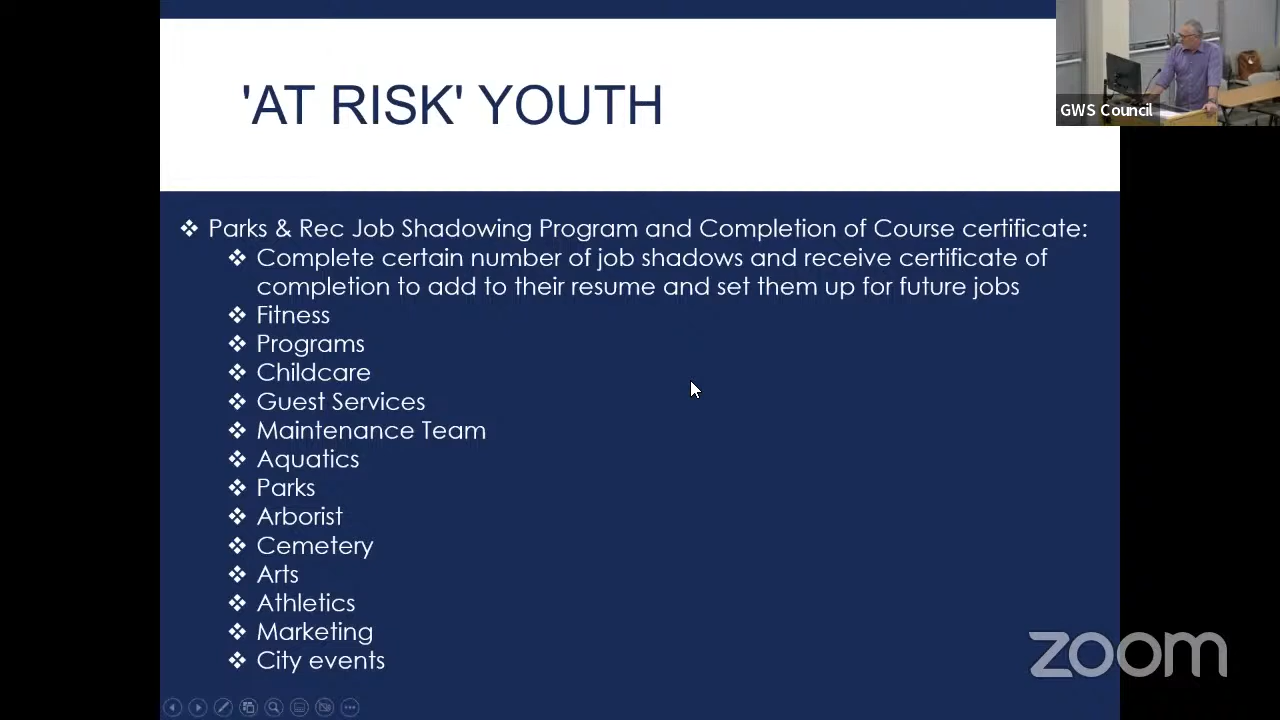 'AT RISK' YOUTH
GWS Council
❖ Parks & Rec Job Shadowing Program and Completion of Course certificate:
❖ Complete certain number of job shadows and receive certificate of
completion to add to their resume and set them up for future jobs
❖ Fitness
❖ Programs
❖ Childcare
❖ Guest Services
❖ Maintenance Team
❖ Aquatics
❖ Parks
❖ Arborist
❖ Cemetery
❖ Arts
❖ Athletics
❖ Marketing
❖ City events
zoom